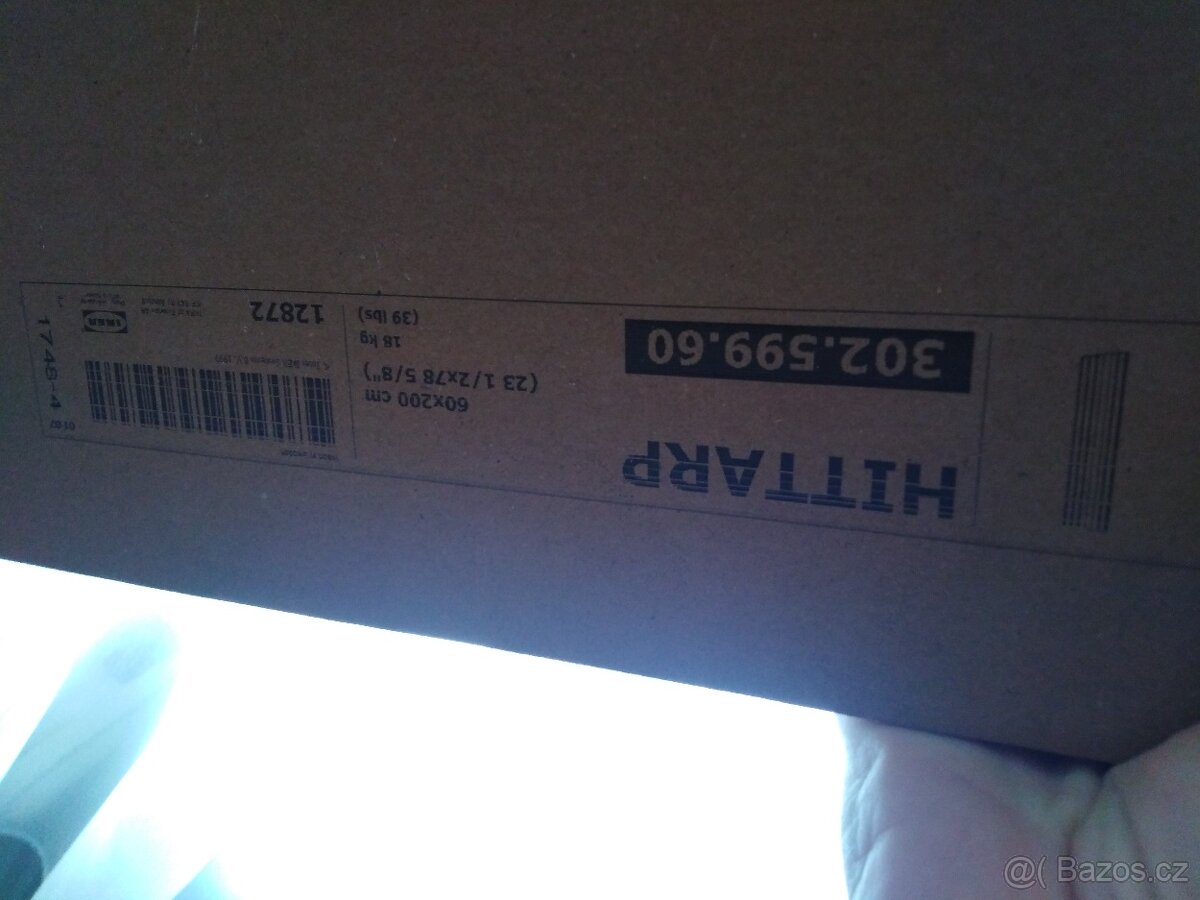 HITTARP
302.599.60
60x200 cm
(23 1/2x78 5/8")
18 kg
(39 lbs)
12872
IKEA
1748-4
@( Bazos.cz